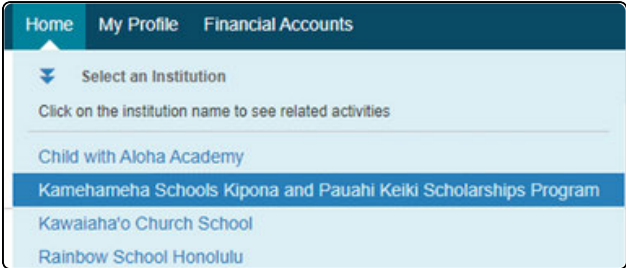 Home My Profile Financial Accounts
Select an Institution
Click on the institution name to see related activities
Child with Aloha Academy
Kamehameha Schools Kipona and Pauahi Keiki Scholarships Program
Kawaiaha'o Church School
Rainbow School Honolulu